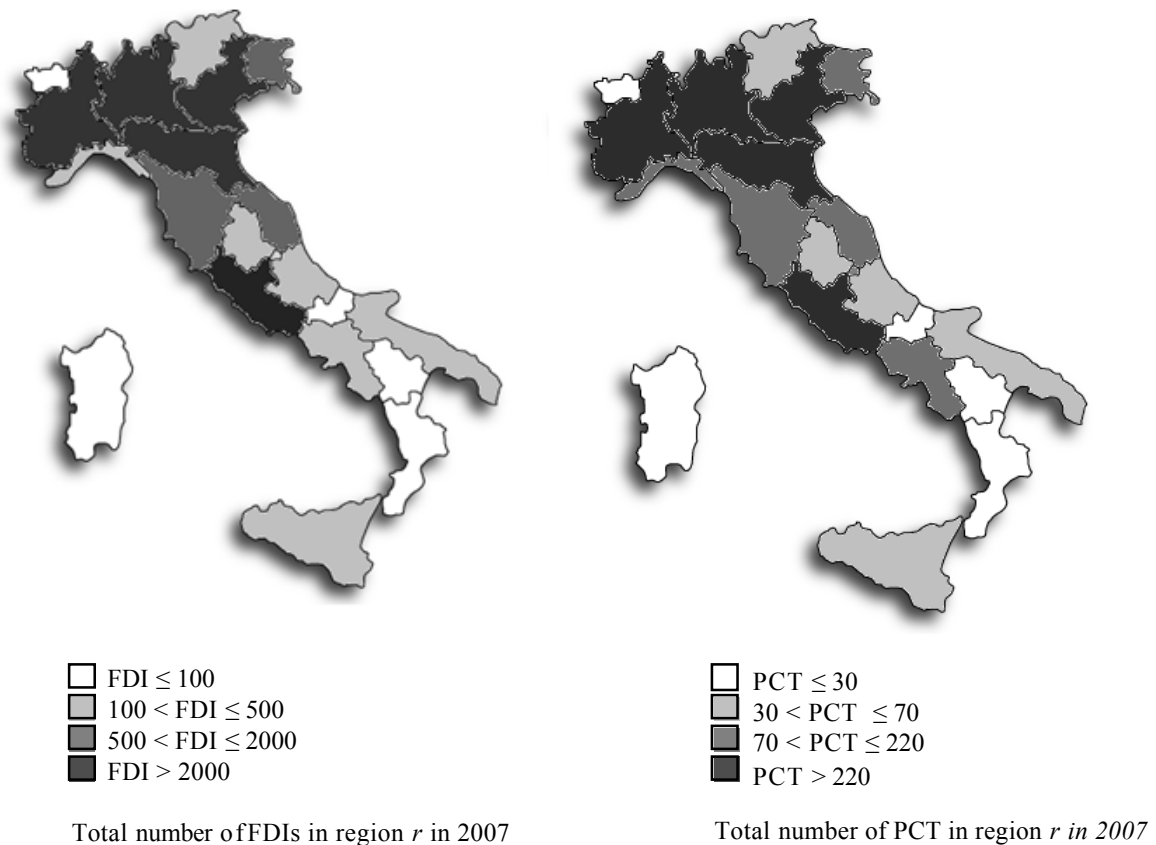 FDI ≤ 100
100 < FDI ≤ 500
500 < FDI ≤ 2000
FDI > 2000
Total number of FDIs in region r in 2007
PCT ≤ 30
30 < PCT ≤ 70
70 < PCT ≤ 220
PCT > 220
Total number of PCT in region r in 2007